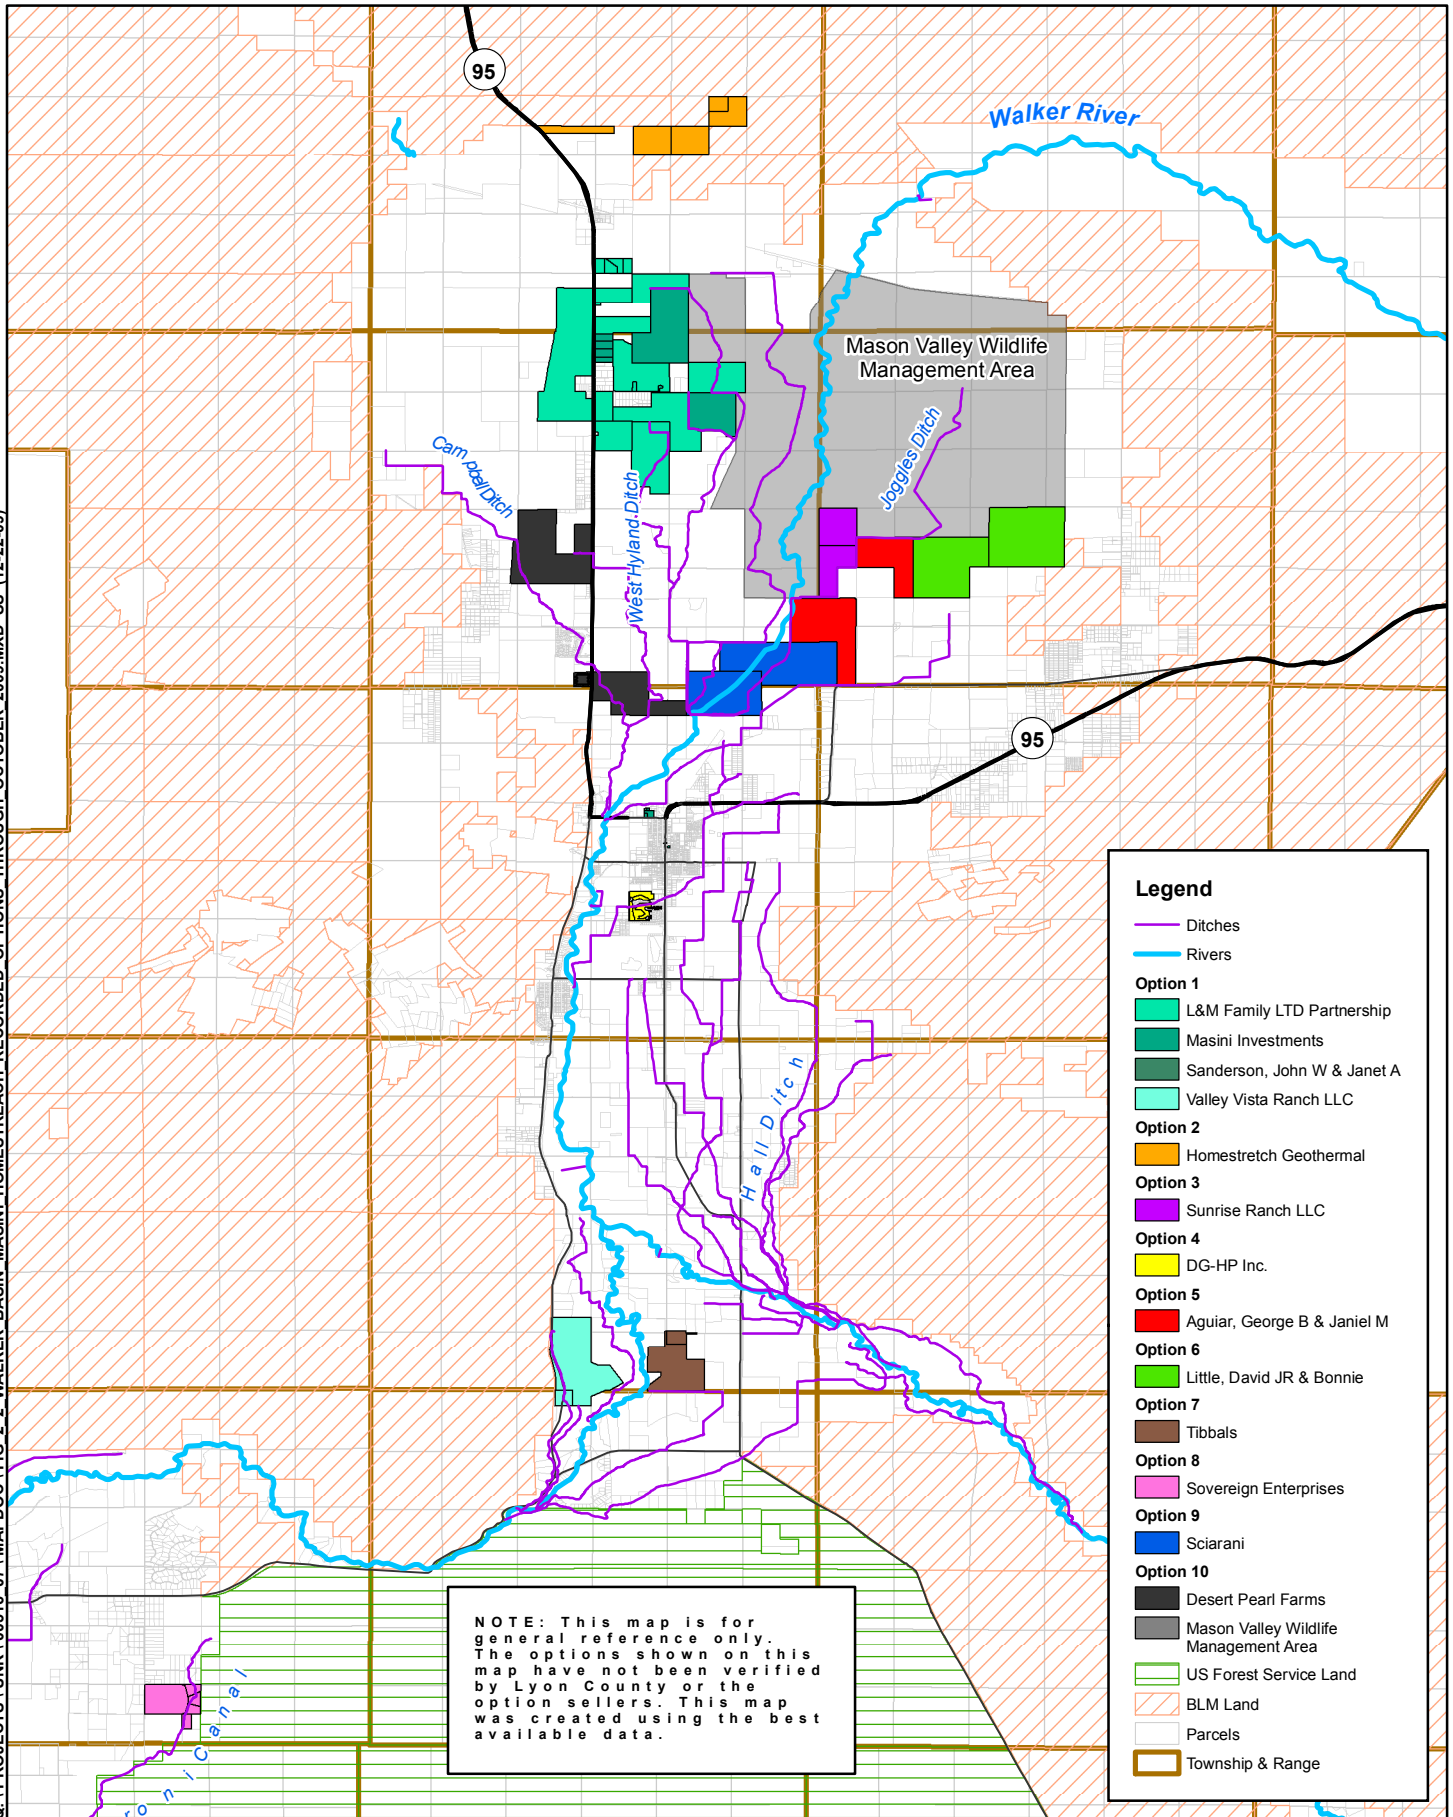 95
Walker River
Mason Valley Wildlife
Management Area
Joggles Ditch
Campbell Ditch
West Hyland Ditch
95
Hall Ditch
Legend
Ditches
Rivers
Option 1
L&M Family LTD Partnership
Masini Investments
Sanderson, John W & Janet A
Valley Vista Ranch LLC
Option 2
Homestretch Geothermal
Option 3
Sunrise Ranch LLC
Option 4
DG-HP Inc.
Option 5
Aguiar, George B & Janiel M
Option 6
Little, David JR & Bonnie
Option 7
Tibbals
Option 8
Sovereign Enterprises
Option 9
Sciarani
Option 10
Desert Pearl Farms
Mason Valley Wildlife
Management Area
US Forest Service Land
BLM Land
Parcels
Township & Range
NOTE: This map is for
general reference only.
The options shown on this
map have not been verified
by Lyon County or the
option sellers. This map
was created using the best
available data.
roni Canal